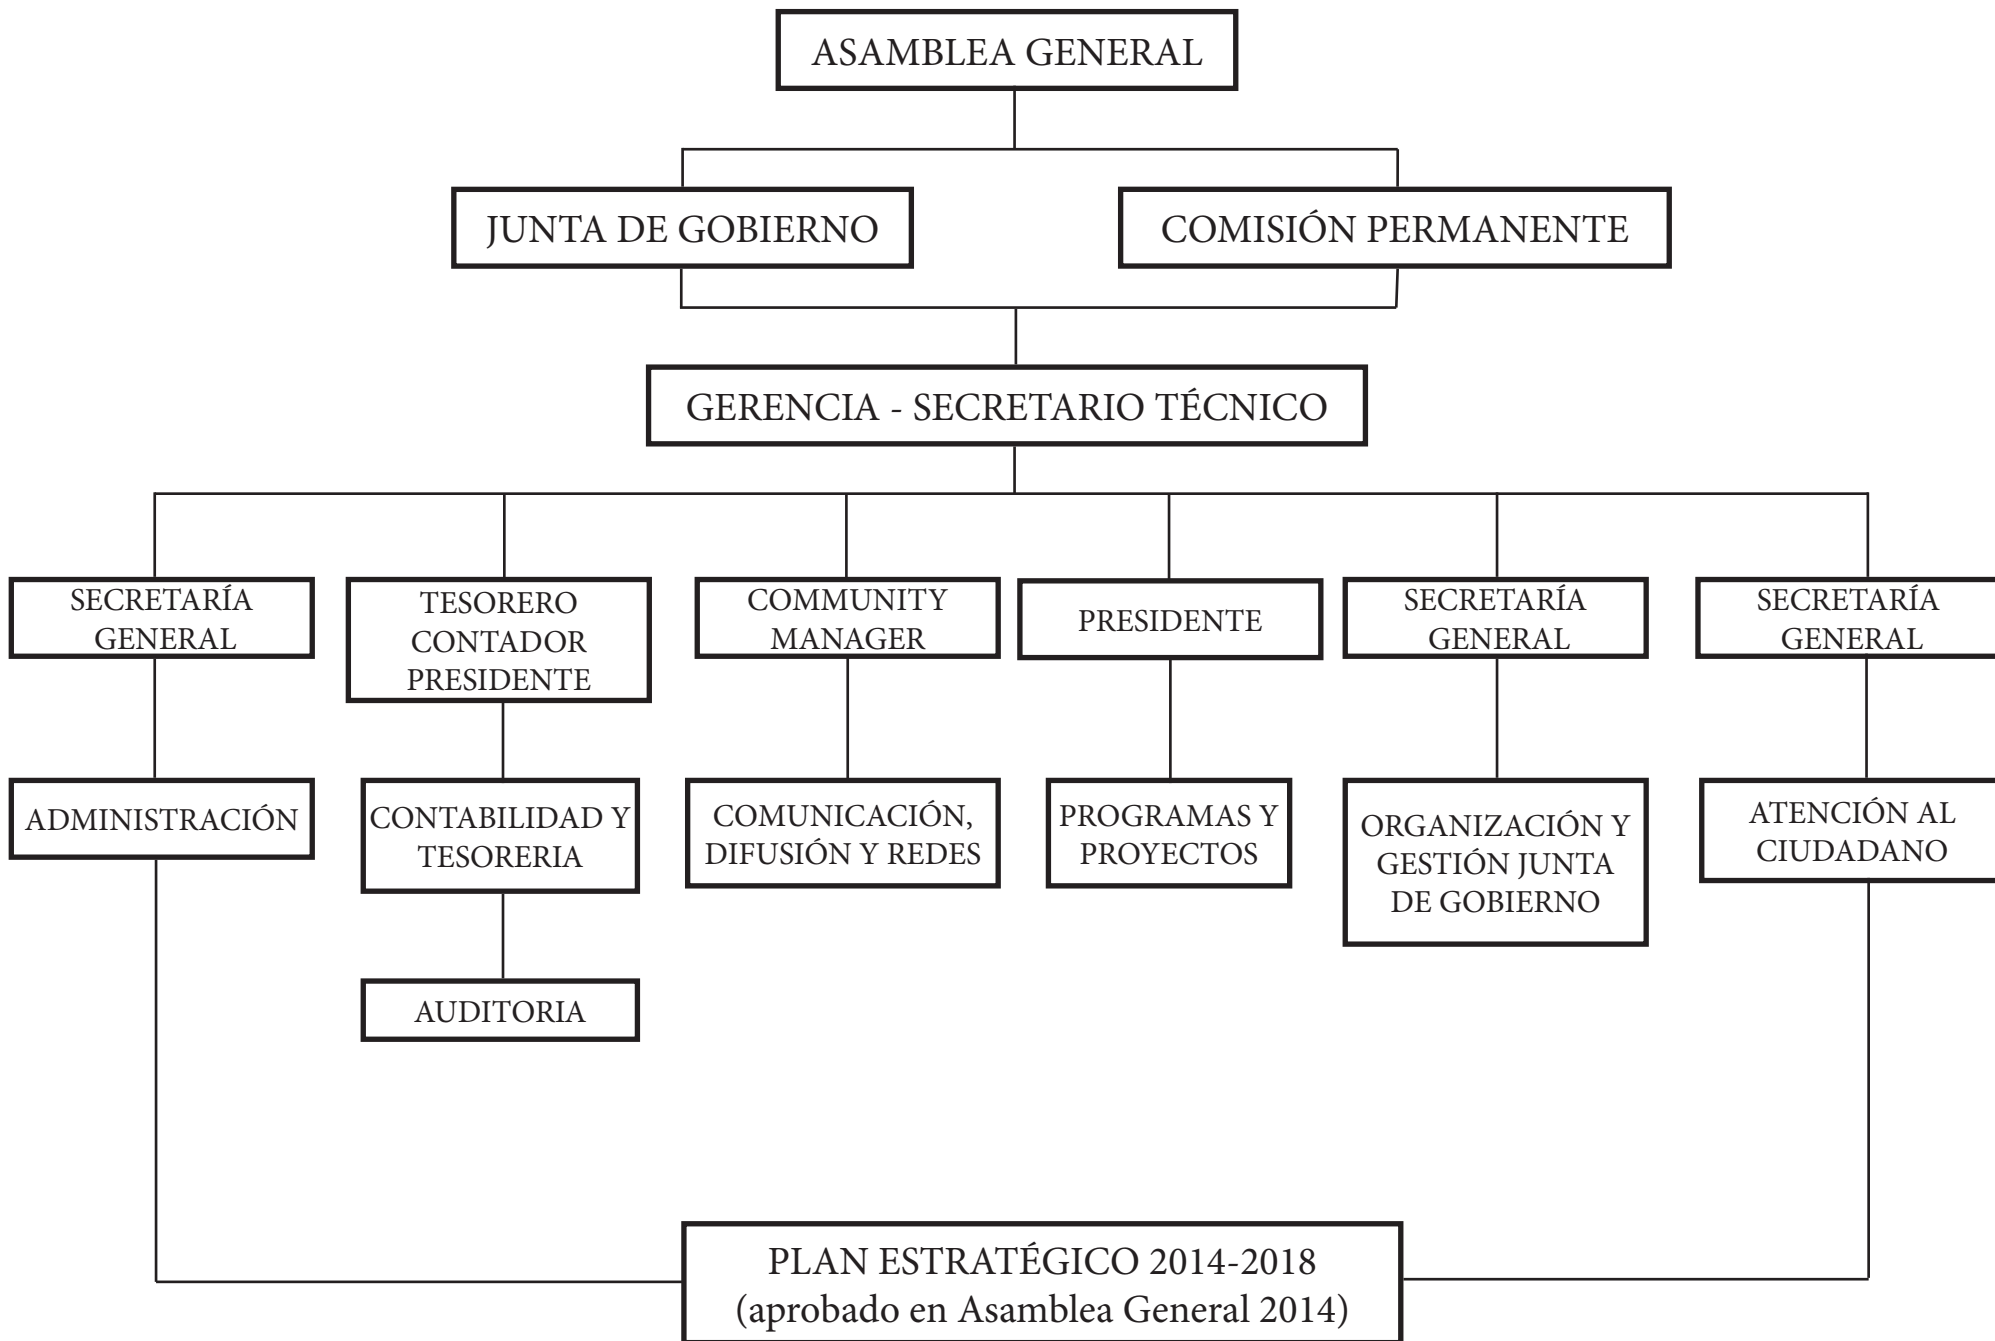 ASAMBLEA GENERAL
JUNTA DE GOBIERNO
COMISIÓN PERMANENTE
GERENCIA - SECRETARIO TÉCNICO
SECRETARÍA
GENERAL
TESORERO
CONTADOR
PRESIDENTE
COMMUNITY
MANAGER
PRESIDENTE
SECRETARÍA
GENERAL
SECRETARÍA
GENERAL
ADMINISTRACIÓN
CONTABILIDAD Y
TESORERIA
COMUNICACIÓN,
DIFUSIÓN Y REDES
PROGRAMAS Y
PROYECTOS
ORGANIZACIÓN Y
GESTIÓN JUNTA
DE GOBIERNO
ATENCIÓN AL
CIUDADANO
AUDITORIA
PLAN ESTRATÉGICO 2014-2018
(aprobado en Asamblea General 2014)